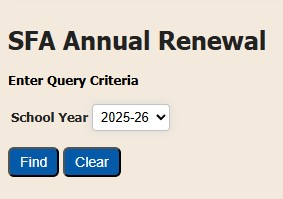 SFA Annual Renewal
Enter Query Criteria
School Year 2025-26
Find Clear